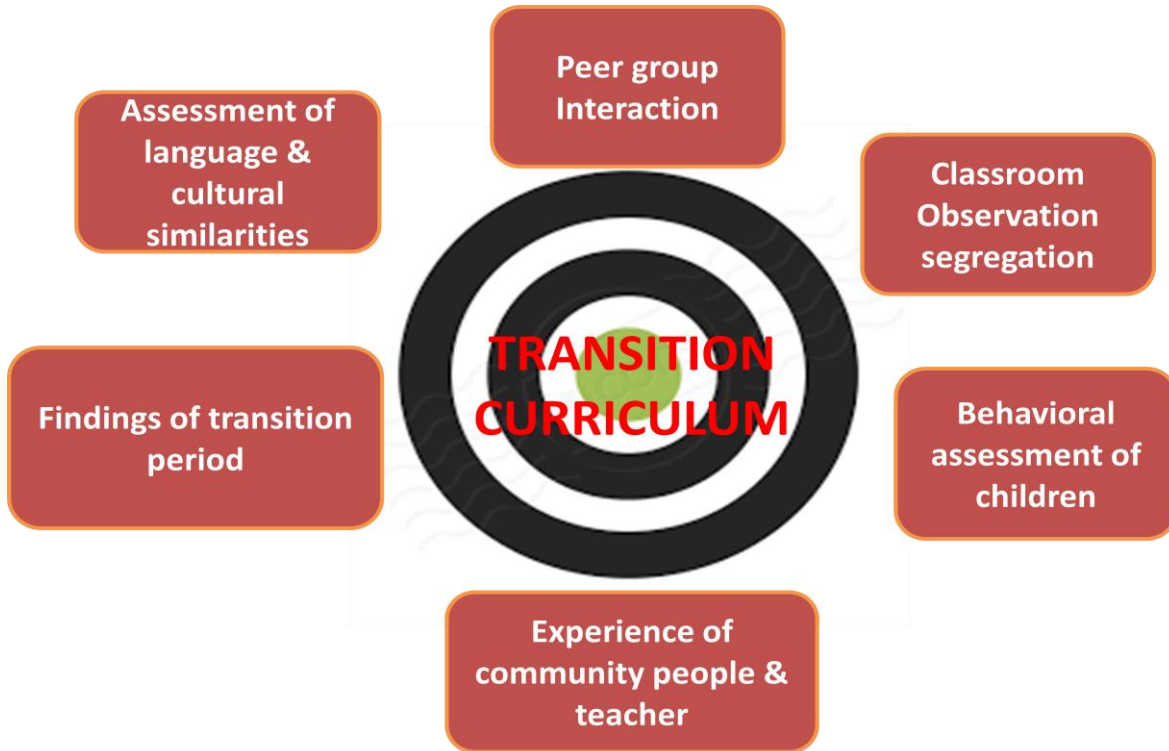 Peer group
Interaction
Assessment of
language &
cultural
similarities
Classroom
Observation
segregation
TRANSITION
CURRICULUM
Findings of transition
period
Behavioral
assessment of
children
Experience of
community people &
teacher